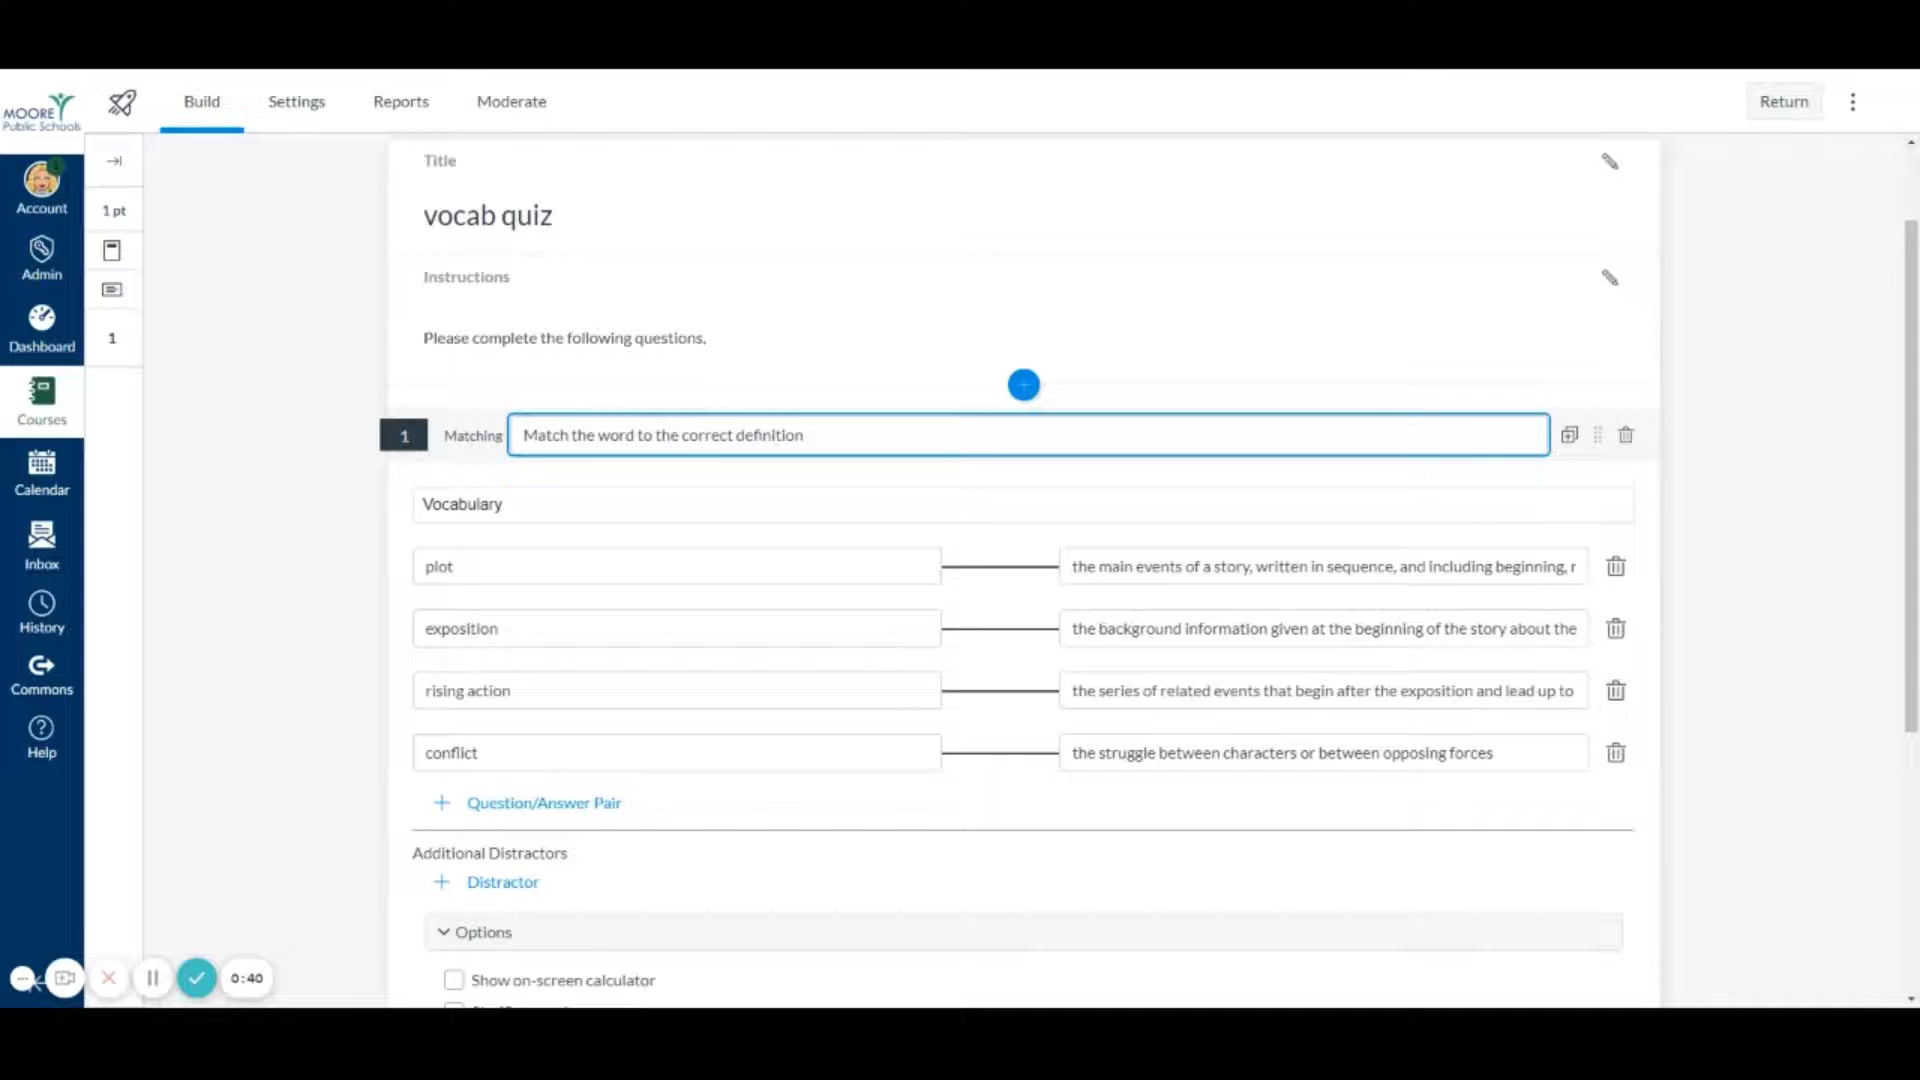 MOORE
Public Schools
Build
Settings
Reports
Moderate
Return
Account
Admin
Dashboard
Courses
Calendar
Inbox
History
Commons
Help
1 pt
1
Title
vocab quiz
Instructions
Please complete the following questions.
1
Matching
Match the word to the correct definition
Vocabulary
plot
the main events of a story, written in sequence, and including beginning, r
exposition
the background information given at the beginning of the story about the
rising action
the series of related events that begin after the exposition and lead up to
conflict
the struggle between characters or between opposing forces
+ Question/Answer Pair
Additional Distractors
+ Distractor
Options
Show on-screen calculator
0:40